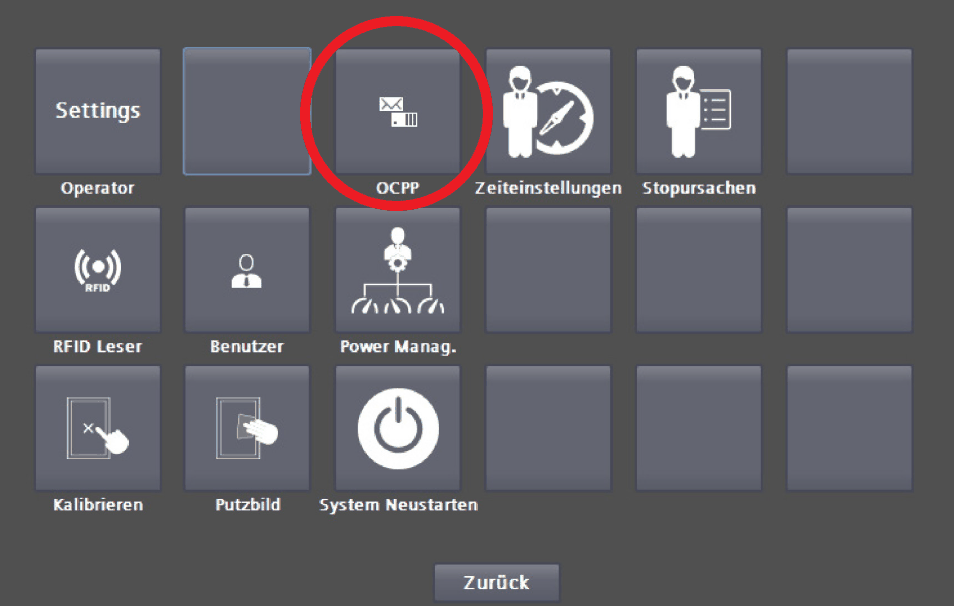 Settings
Operator
OCPP
Zeiteinstellungen
Stopursachen
RFID
RFID Leser
Benutzer
Power Manag.
Kalibrieren
Putzbild
System Neustarten
Zurück